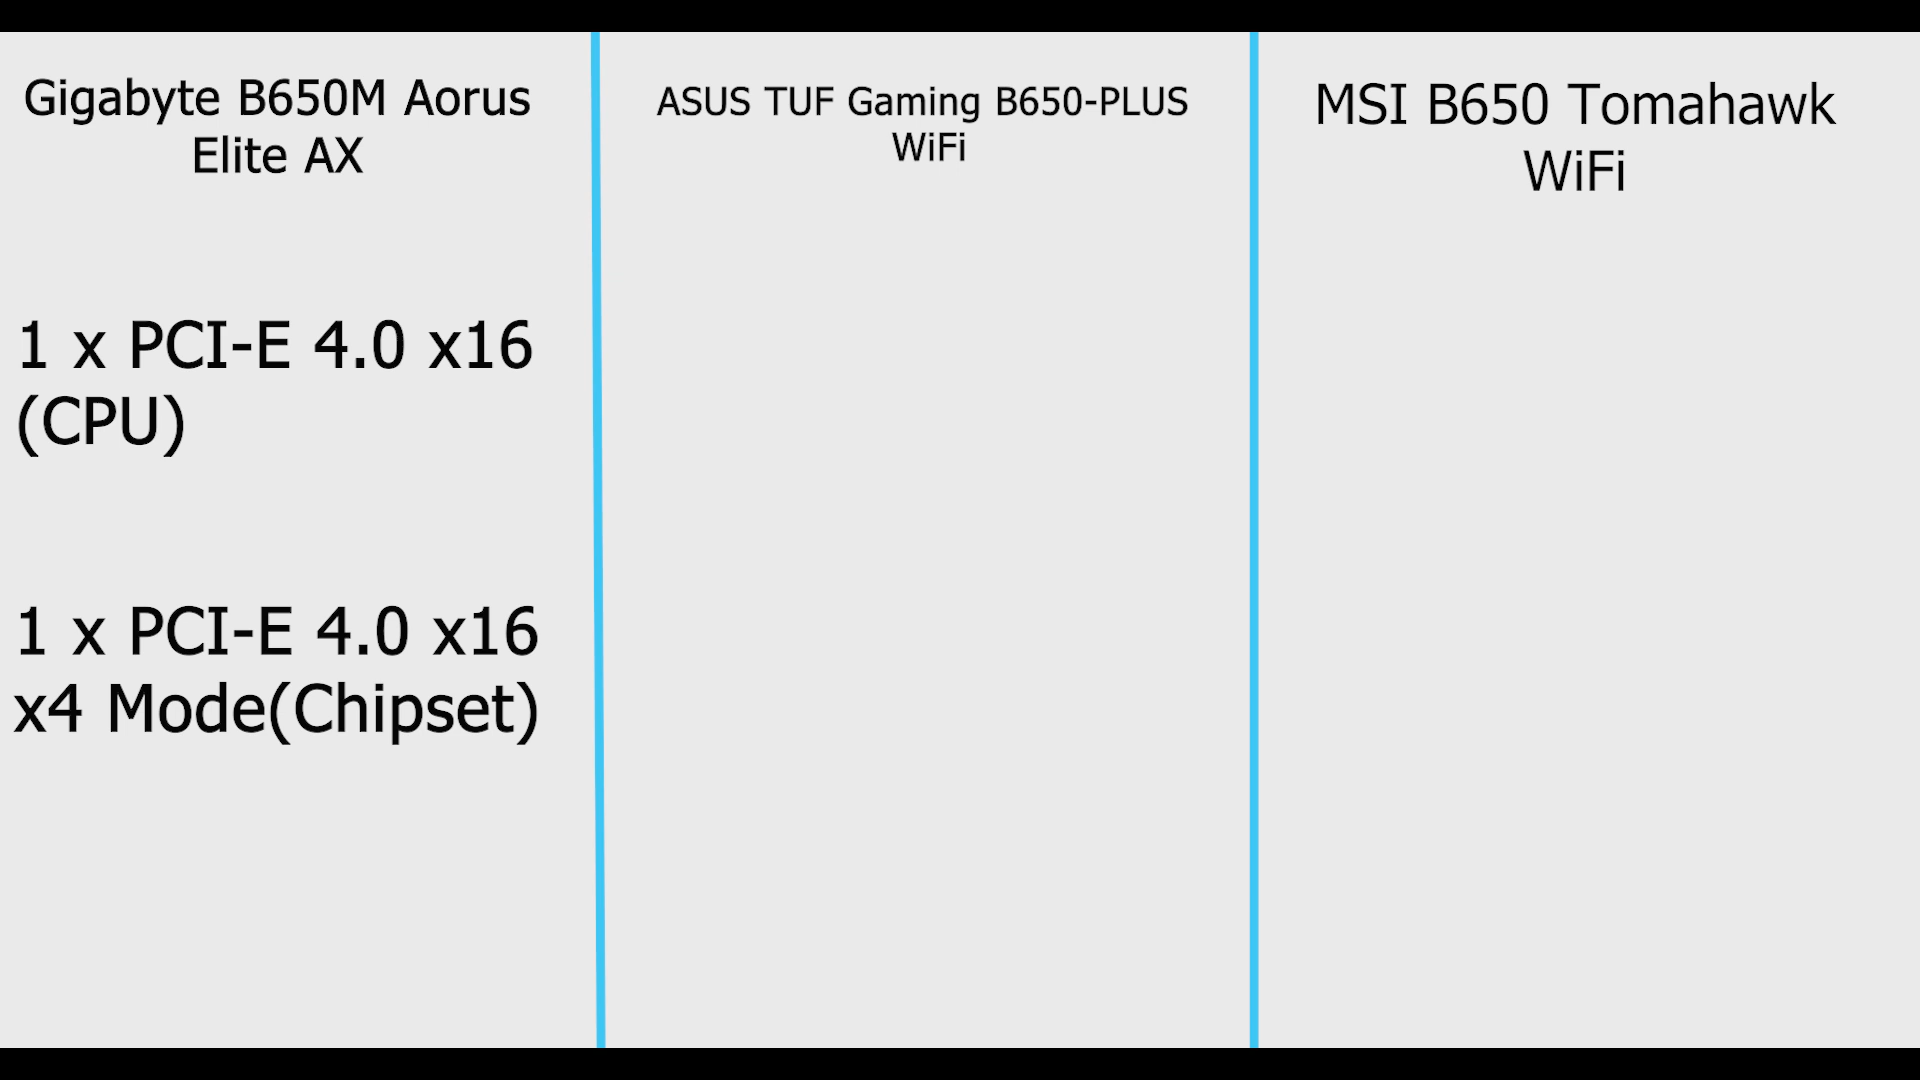 Gigabyte B650M Aorus
Elite AX
1 x PCI-E 4.0 x16
(CPU)
1 x PCI-E 4.0 x16
x4 Mode(Chipset)
ASUS TUF Gaming B650-PLUS
WiFi
MSI B650 Tomahawk
WiFi